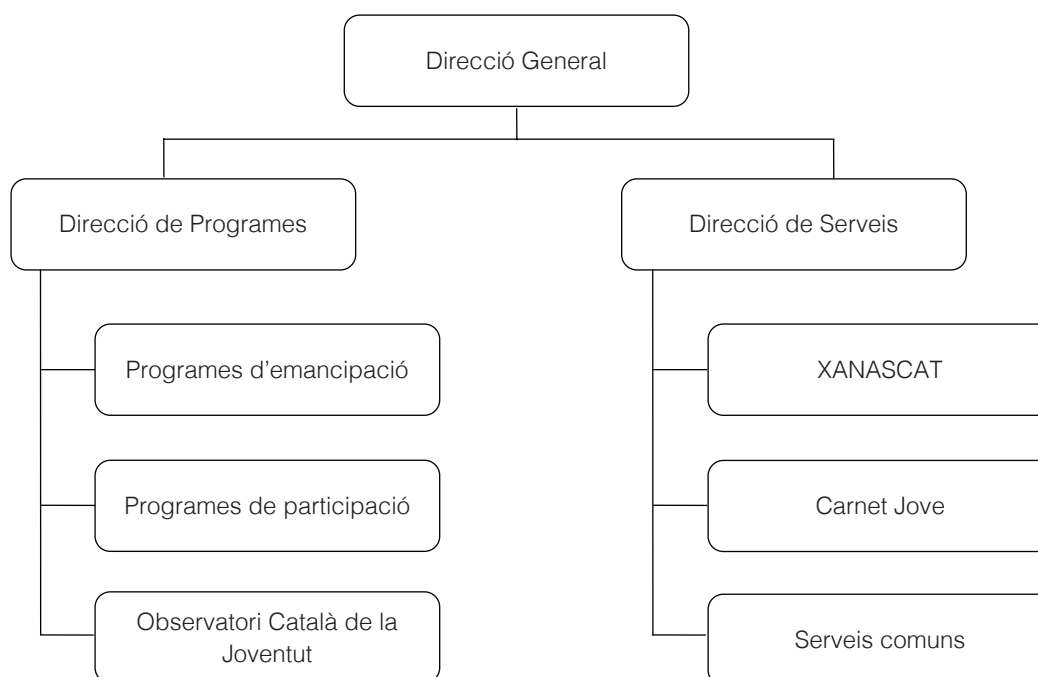 Direcció General
Direcció de Programes
Direcció de Serveis
Programes d'emancipació
XANASCAT
Programes de participació
Carnet Jove
Observatori Català de la
Joventut
Serveis comuns